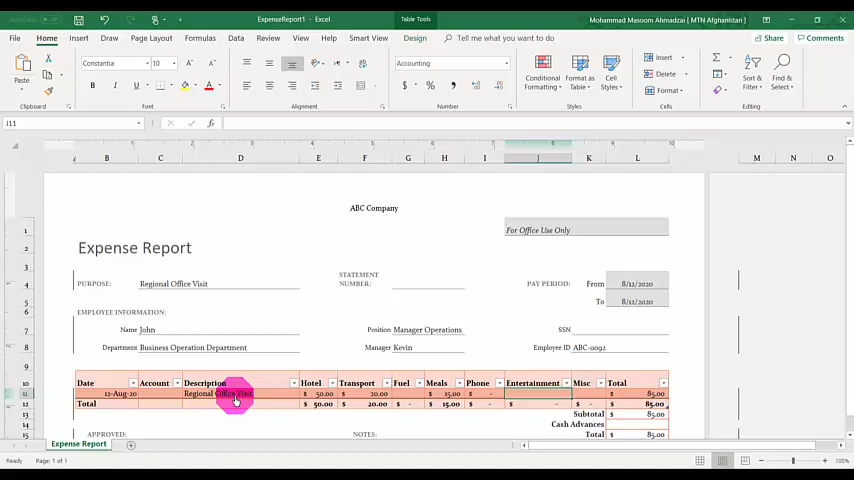 ExpenseReport1 - Excel
Table Tools
Mohammad Masoom Ahmadzai [ MTN Afghanistan ]
File Home Insert Draw Page Layout Formulas Data Review View Help Design Tell me what you want to do Share Comments
Paste
Constantia 10
Accounting
B I U
$ % ,
Conditional Formatting
Format as Table
Cell Styles
Insert
Delete
Format
Sort & Filter
Find & Select
Clipboard Font Alignment Number Styles Cells Editing
J11
B C D E F G H I J K L M N O
ABC Company
For Office Use Only
Expense Report
PURPOSE: Regional Office Visit STATEMENT NUMBER: PAY PERIOD: From 8/12/2020
To 8/12/2020
EMPLOYEE INFORMATION:
Name John Position Manager Operations SSN
Department Business Operation Department Manager Kevin Employee ID ABC-0092
Date Account Description Hotel Transport Fuel Meals Phone Entertainment Misc Total
12-Aug-20 Regional Office Visit $ 50.00 $ 20.00 $ 15.00 $ - $ 85.00
Total $ 50.00 20.00 $ - $ 15.00 $ - $ - 85.00
Subtotal $ 85.00
Cash Advances
APPROVED: NOTES: Total $ 85.00
Expense Report
Ready Page: 1 of 1 100%